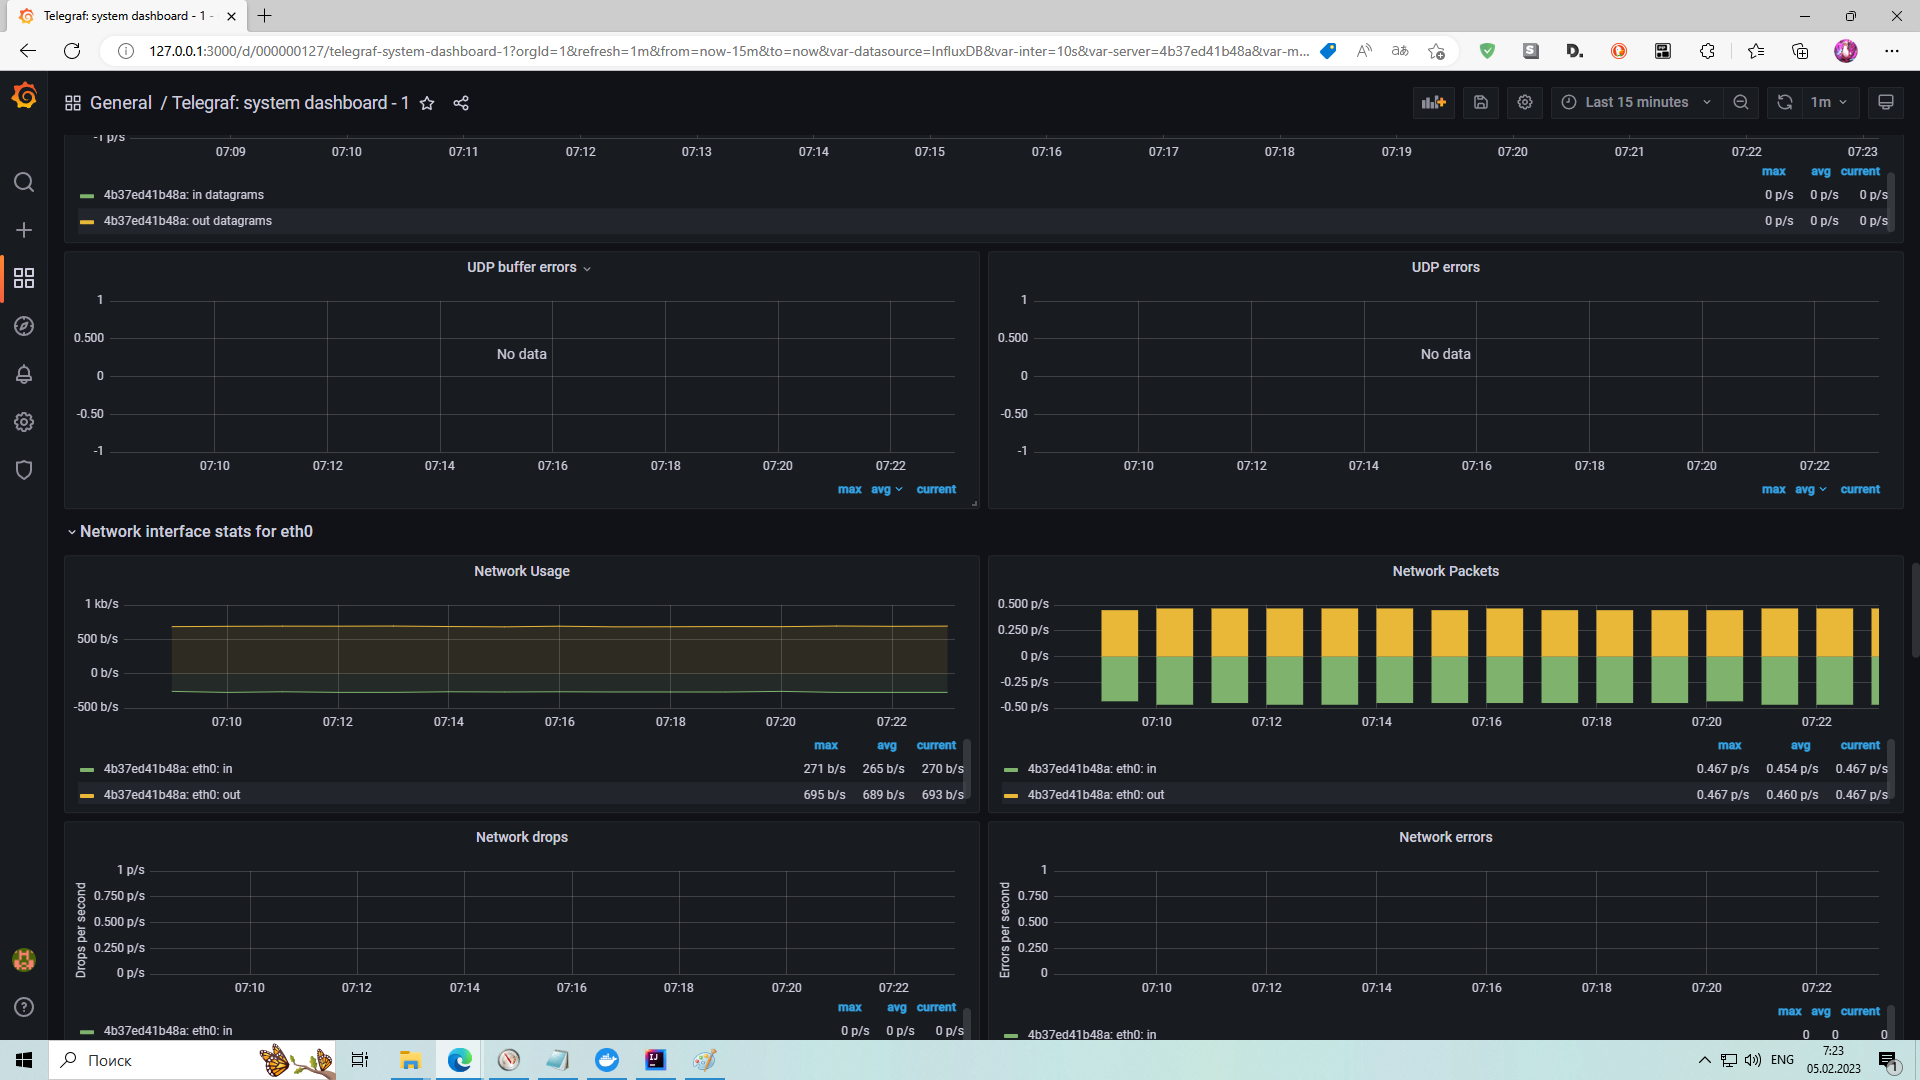 Telegraf: system dashboard - 1 -
127.0.0.1:3000/d/000000127/telegraf-system-dashboard-1?orgId=1&refresh=1m&from=now-15m&to=now&var-datasource=InfluxDB&var-inter=10s&var-server=4b37ed41b48a&var-m...
General / Telegraf: system dashboard - 1
Last 15 minutes
1m
-1 p/s
07:09 07:10 07:11 07:12 07:13 07:14 07:15 07:16 07:17 07:18 07:19 07:20 07:21 07:22 07:23
max avg current
4b37ed41b48a: in datagrams 0 p/s 0 p/s 0 p/s
4b37ed41b48a: out datagrams 0 p/s 0 p/s 0 p/s
UDP buffer errors
1
0.500
No data
0
-0.50
-1
07:10 07:12 07:14 07:16 07:18 07:20 07:22
max avg current
UDP errors
1
0.500
No data
0
-0.50
-1
07:10 07:12 07:14 07:16 07:18 07:20 07:22
max avg current
Network interface stats for eth0
Network Usage
1 kb/s
500 b/s
0 b/s
-500 b/s
07:10 07:12 07:14 07:16 07:18 07:20 07:22
max avg current
4b37ed41b48a: eth0: in 271 b/s 265 b/s 270 b/s
4b37ed41b48a: eth0: out 695 b/s 689 b/s 693 b/s
Network Packets
0.500 p/s
0.250 p/s
0 p/s
-0.25 p/s
-0.50 p/s
07:10 07:12 07:14 07:16 07:18 07:20 07:22
max avg current
4b37ed41b48a: eth0: in 0.467 p/s 0.454 p/s 0.467 p/s
4b37ed41b48a: eth0: out 0.467 p/s 0.460 p/s 0.467 p/s
Network drops
Drops per second
1 p/s
0.750 p/s
0.500 p/s
0.250 p/s
0 p/s
07:10 07:12 07:14 07:16 07:18 07:20 07:22
max avg current
4b37ed41b48a: eth0: in 0 p/s 0 p/s 0 p/s
Network errors
Errors per second
1
0.750
0.500
0.250
0
07:10 07:12 07:14 07:16 07:18 07:20 07:22
max avg current
4b37ed41b48a: eth0: in 0 0 0
Поиск
ENG
7:23
05.02.2023
1